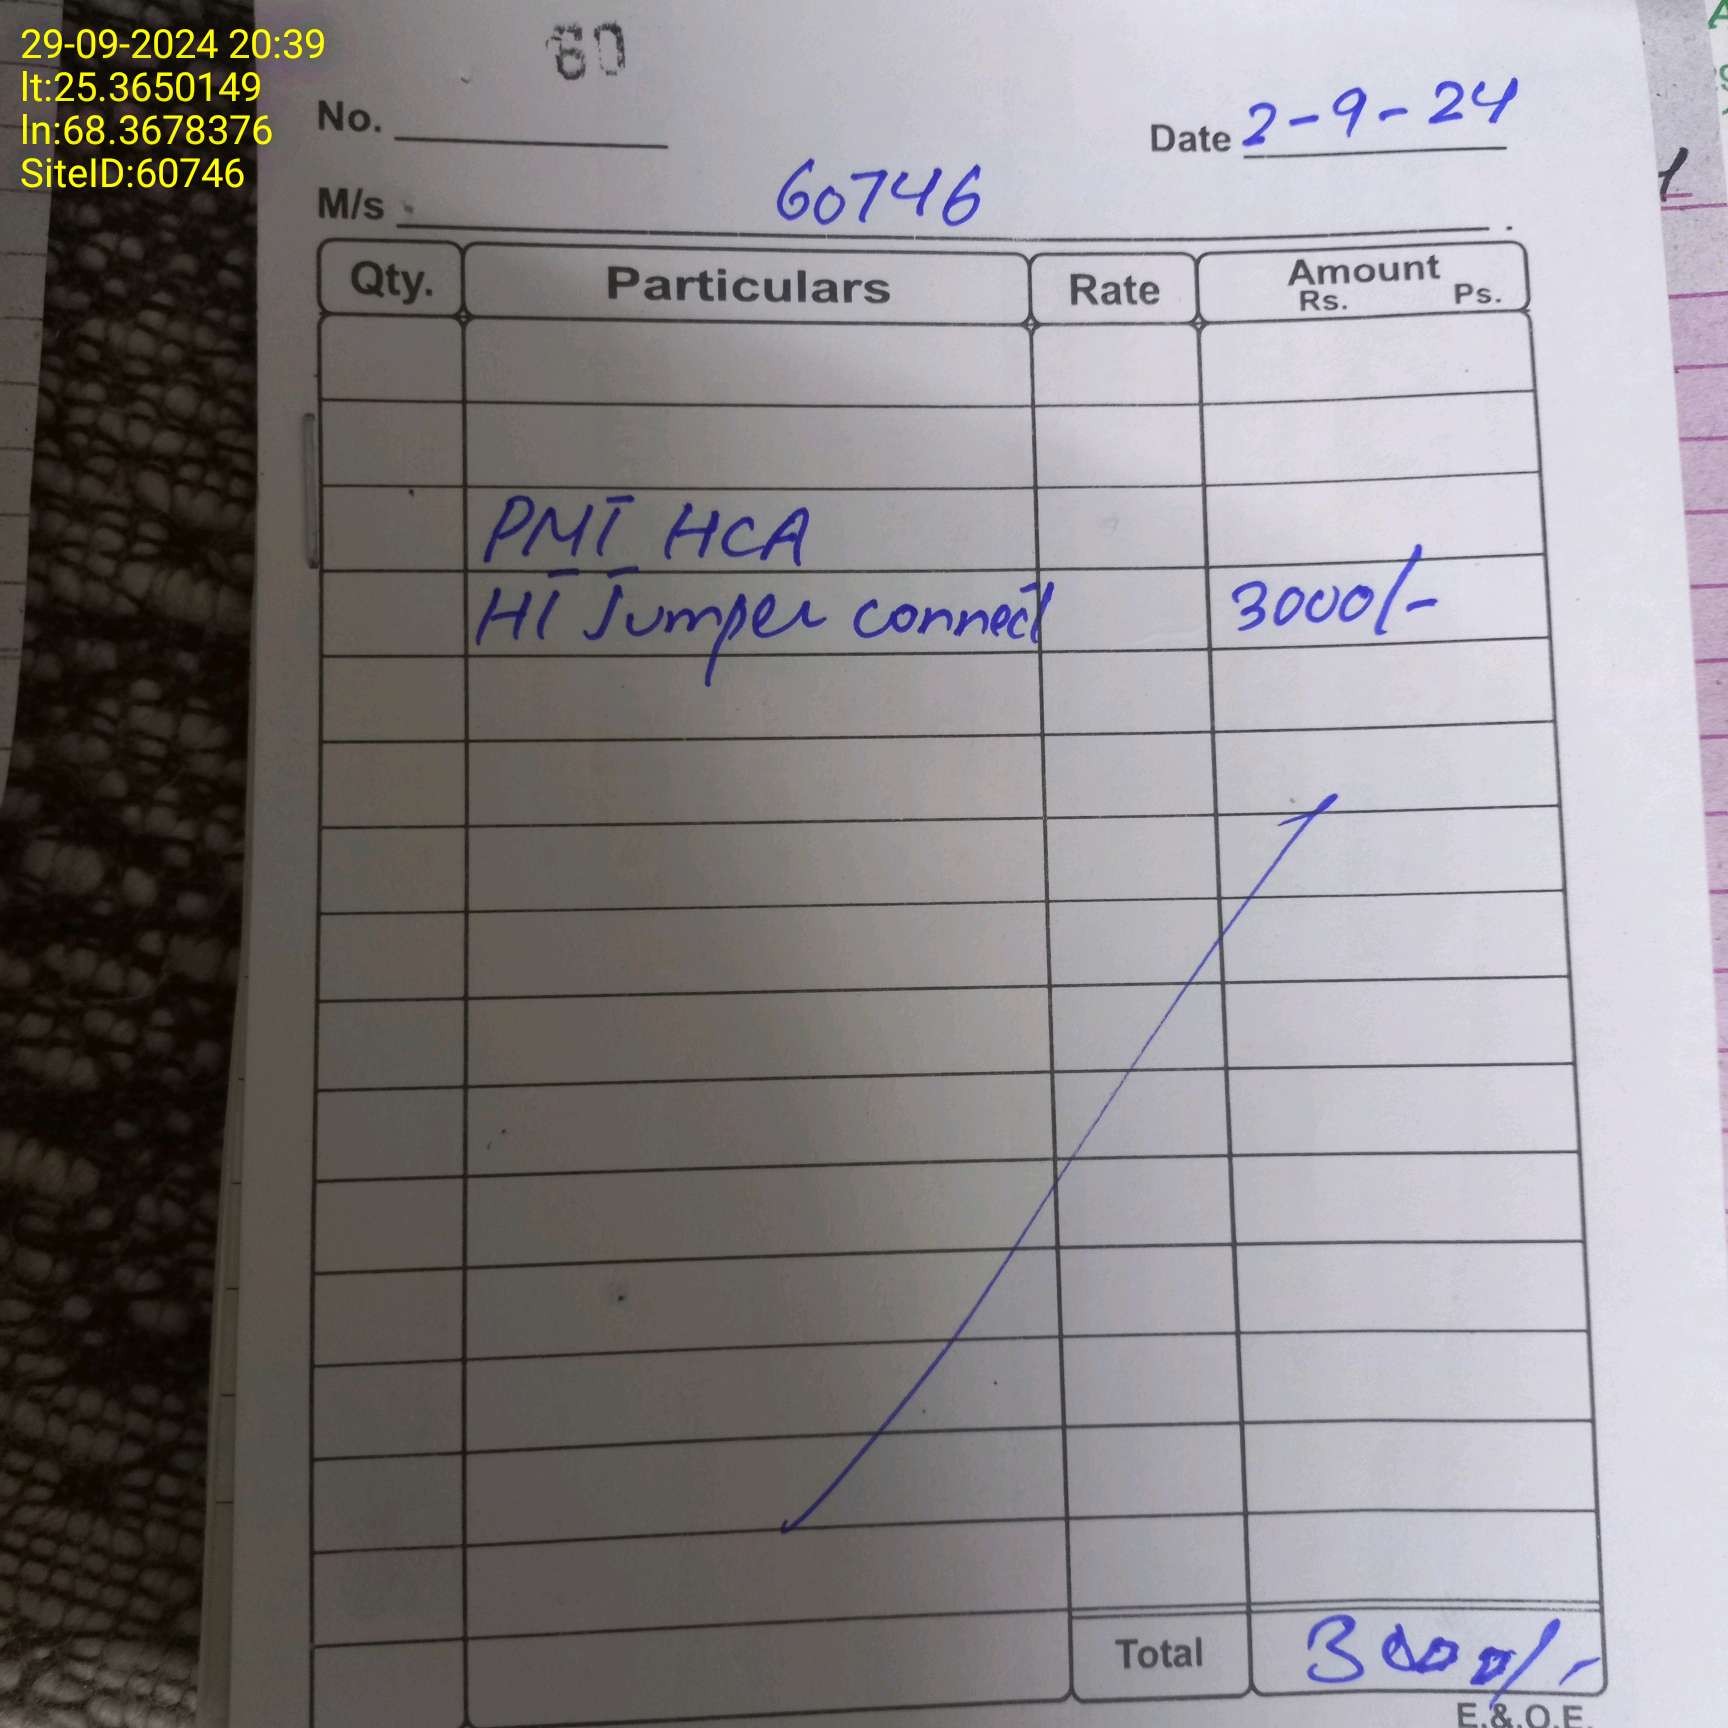 29-09-2024 20:39
lt:25.3650149
ln:68.3678376
SiteID:60746
60
No.
Date 2-9-24
M/s 60746
Qty. Particulars Rate Amount
Rs. Ps.
PMT HCA
HT Jumper connect 3000/-
Total 3000/-
E.&.O.E.